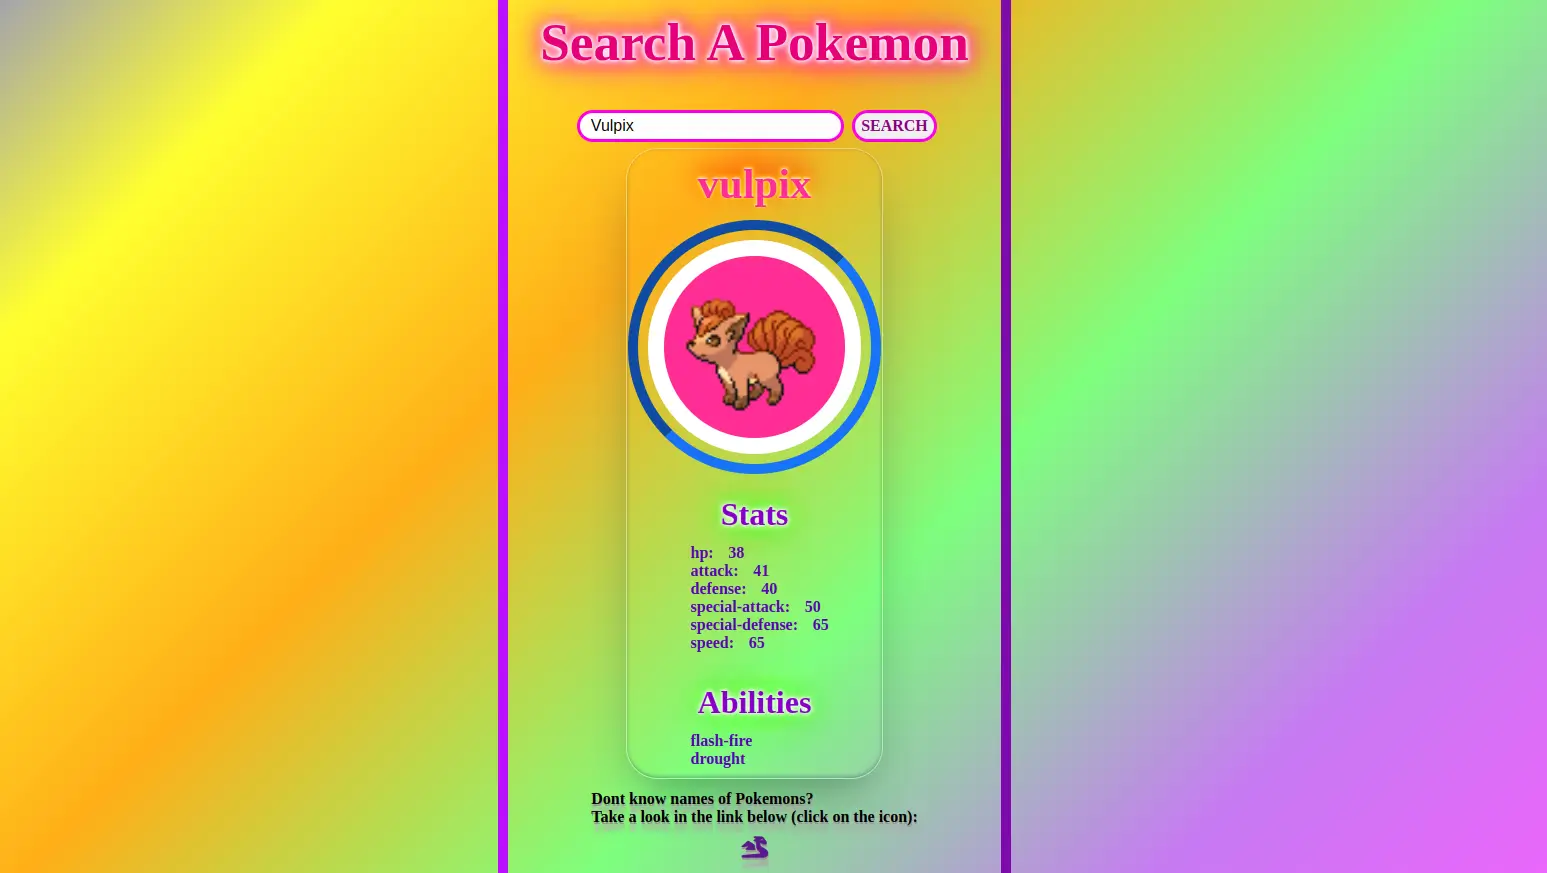 Search A Pokemon
Vulpix
SEARCH
vulpix
Stats
hp: 38
attack: 41
defense: 40
special-attack: 50
special-defense: 65
speed: 65
Abilities
flash-fire
drought
Dont know names of Pokemons?
Take a look in the link below (click on the icon):